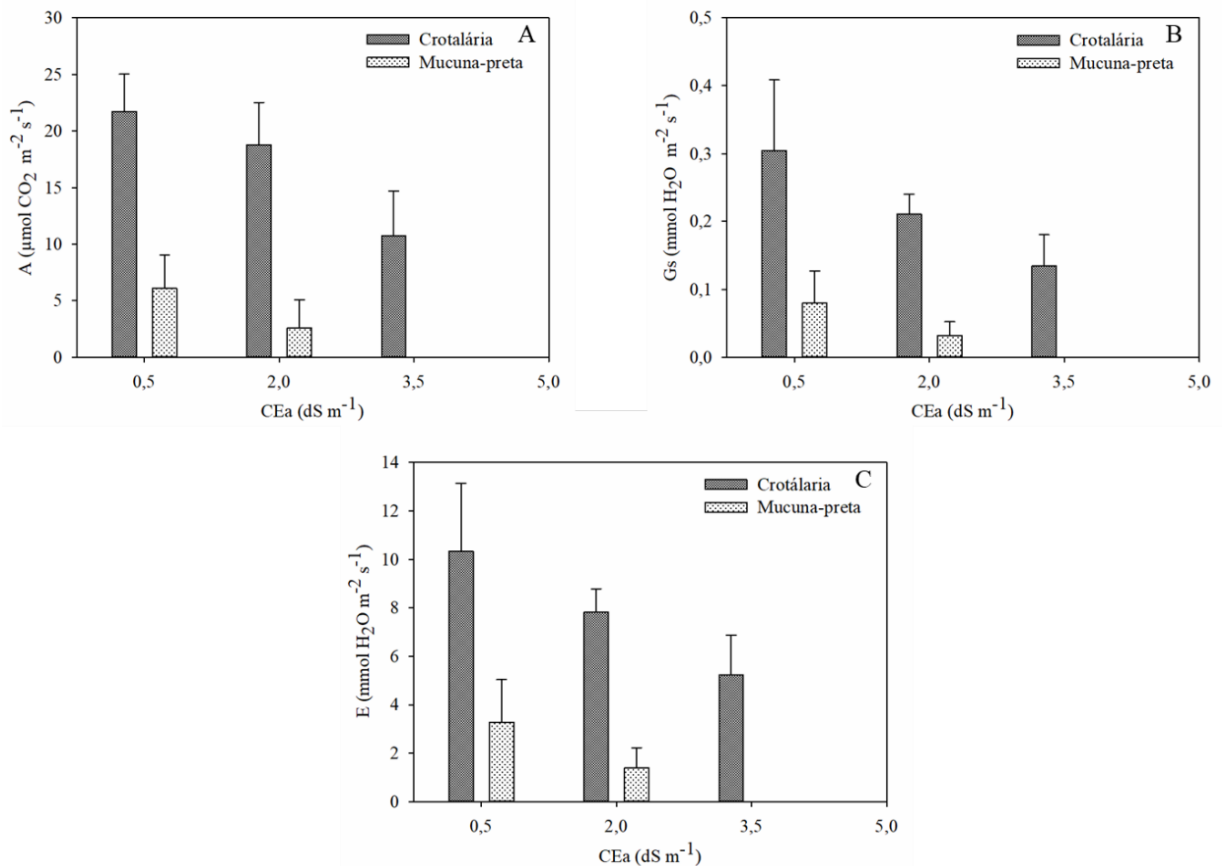 A
Crotalária
Mucuna-preta
A (µmol CO2 m-2 s-1)
30
25
20
15
10
5
0
0,5 2,0 3,5 5,0
CEa (dS m-1)
B
Crotalária
Mucuna-preta
Gs (mmol H2O m-2 s-1)
0,5
0,4
0,3
0,2
0,1
0,0
0,5 2,0 3,5 5,0
CEa (dS m-1)
C
Crotálaria
Mucuna-preta
E (mmol H2O m-2 s-1)
14
12
10
8
6
4
2
0
0,5 2,0 3,5 5,0
CEa (dS m-1)